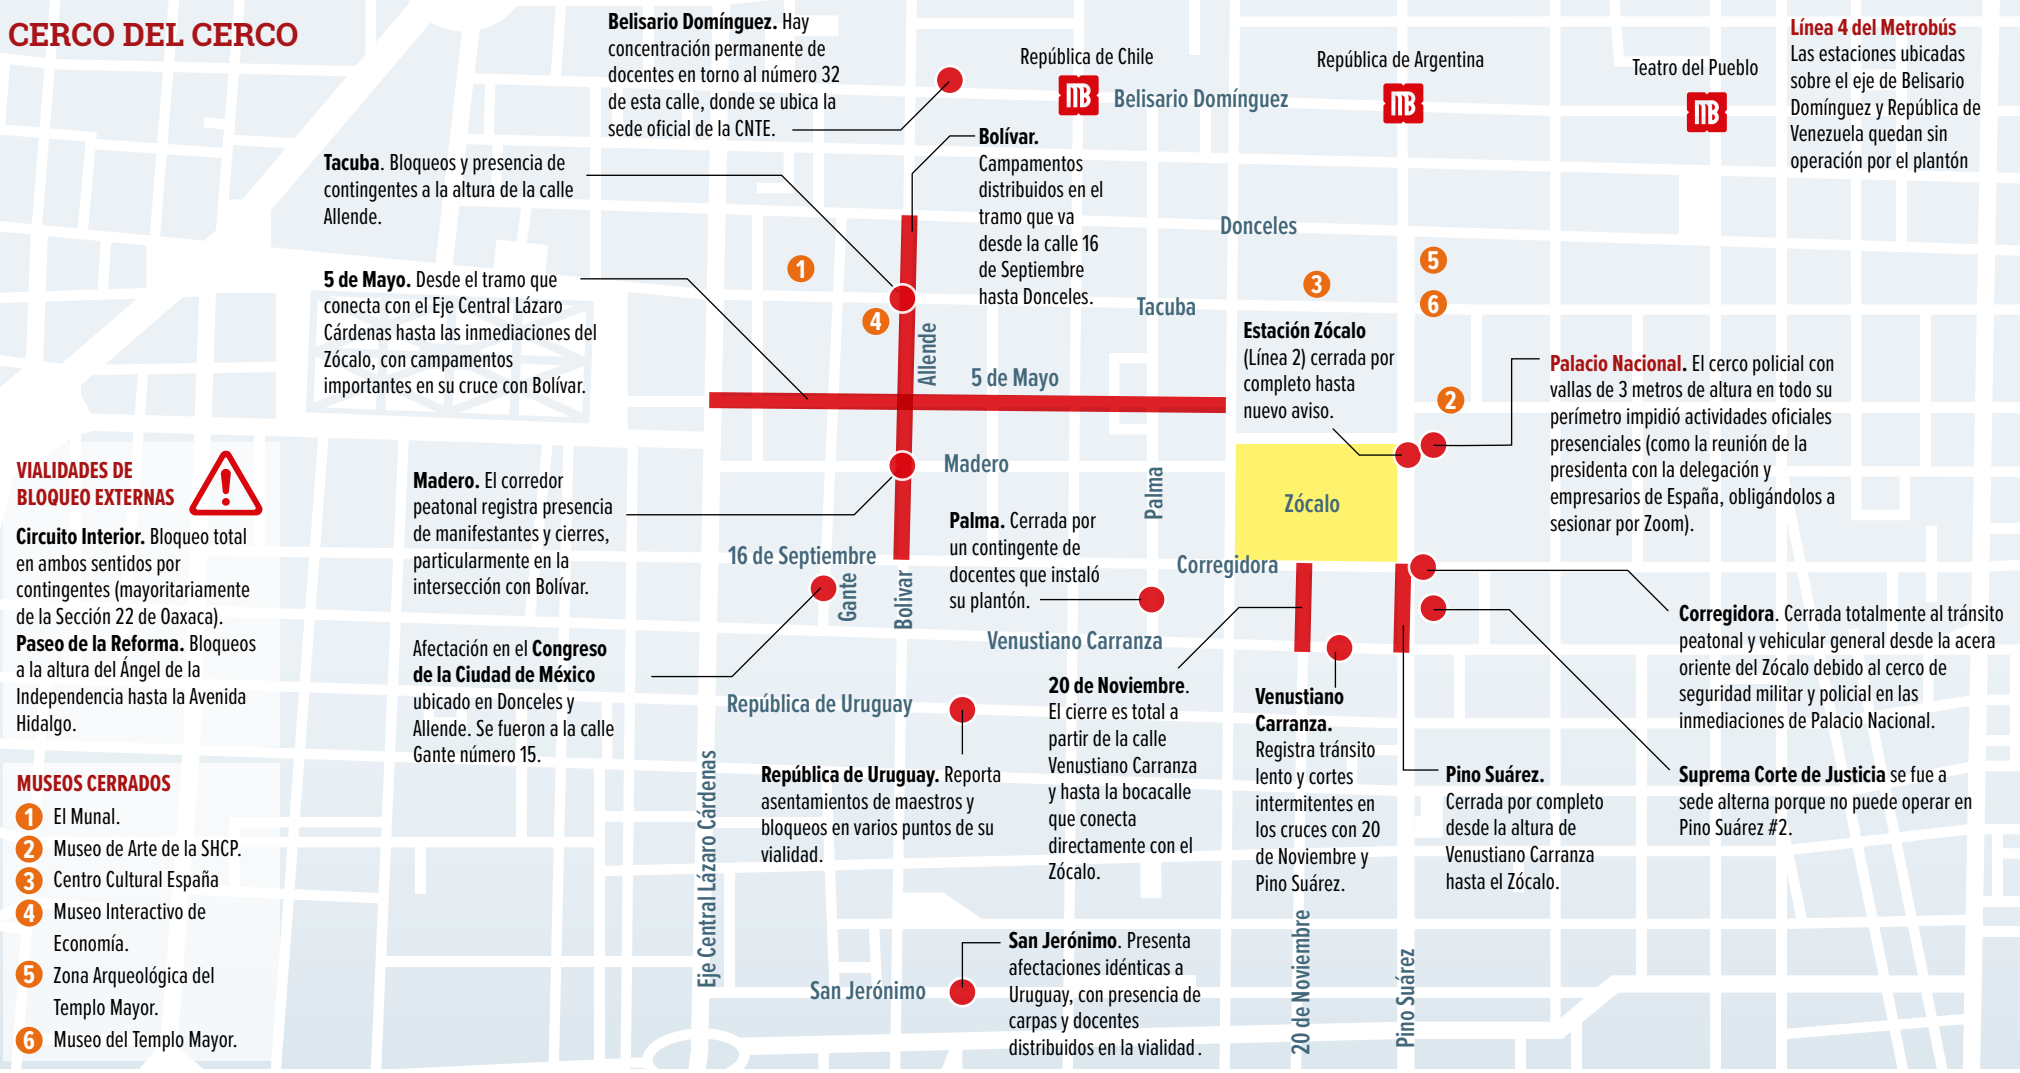 CERCO DEL CERCO
Belisario Domínguez. Hay
concentración permanente de
docentes en torno al número 32
de esta calle, donde se ubica la
sede oficial de la CNTE.
República de Chile
MB
Belisario Domínguez
República de Argentina
MB
Teatro del Pueblo
MB
Línea 4 del Metrobús
Las estaciones ubicadas
sobre el eje de Belisario
Domínguez y República de
Venezuela quedan sin
operación por el plantón
Tacuba. Bloqueos y presencia de
contingentes a la altura de la calle
Allende.
Bolívar.
Campamentos
distribuidos en el
tramo que va
desde la calle 16
de Septiembre
hasta Donceles.
Donceles
5 de Mayo. Desde el tramo que
conecta con el Eje Central Lázaro
Cárdenas hasta las inmediaciones del
Zócalo, con campamentos
importantes en su cruce con Bolívar.
1
4
3
5
6
2
Tacuba
Allende
5 de Mayo
Estación Zócalo
(Línea 2) cerrada por
completo hasta
nuevo aviso.
Palacio Nacional. El cerco policial con
vallas de 3 metros de altura en todo su
perímetro impidió actividades oficiales
presenciales (como la reunión de la
presidenta con la delegación y
empresarios de España, obligándolos a
sesionar por Zoom).
VIALIDADES DE
BLOQUEO EXTERNAS
!
Circuito Interior. Bloqueo total
en ambos sentidos por
contingentes (mayoritariamente
de la Sección 22 de Oaxaca).
Paseo de la Reforma. Bloqueos
a la altura del Ángel de la
Independencia hasta la Avenida
Hidalgo.
Madero. El corredor
peatonal registra presencia
de manifestantes y cierres,
particularmente en la
intersección con Bolívar.
Madero
Palma
Zócalo
Palma. Cerrada por
un contingente de
docentes que instaló
su plantón.
16 de Septiembre
Gante
Bolivar
Corregidora
Venustiano Carranza
Afectación en el Congreso
de la Ciudad de México
ubicado en Donceles y
Allende. Se fueron a la calle
Gante número 15.
República de Uruguay
República de Uruguay. Reporta
asentamientos de maestros y
bloqueos en varios puntos de su
vialidad.
20 de Noviembre.
El cierre es total a
partir de la calle
Venustiano Carranza
y hasta la bocacalle
que conecta
directamente con el
Zócalo.
Venustiano
Carranza.
Registra tránsito
lento y cortes
intermitentes en
los cruces con 20
de Noviembre y
Pino Suárez.
Pino Suárez.
Cerrada por completo
desde la altura de
Venustiano Carranza
hasta el Zócalo.
Corregidora. Cerrada totalmente al tránsito
peatonal y vehicular general desde la acera
oriente del Zócalo debido al cerco de
seguridad militar y policial en las
inmediaciones de Palacio Nacional.
Suprema Corte de Justicia se fue a
sede alterna porque no puede operar en
Pino Suárez #2.
MUSEOS CERRADOS
1 El Munal.
2 Museo de Arte de la SHCP.
3 Centro Cultural España
4 Museo Interactivo de
Economía.
5 Zona Arqueológica del
Templo Mayor.
6 Museo del Templo Mayor.
Eje Central Lázaro Cárdenas
San Jerónimo
San Jerónimo. Presenta
afectaciones idénticas a
Uruguay, con presencia de
carpas y docentes
distribuidos en la vialidad.
20 de Noviembre
Pino Suárez